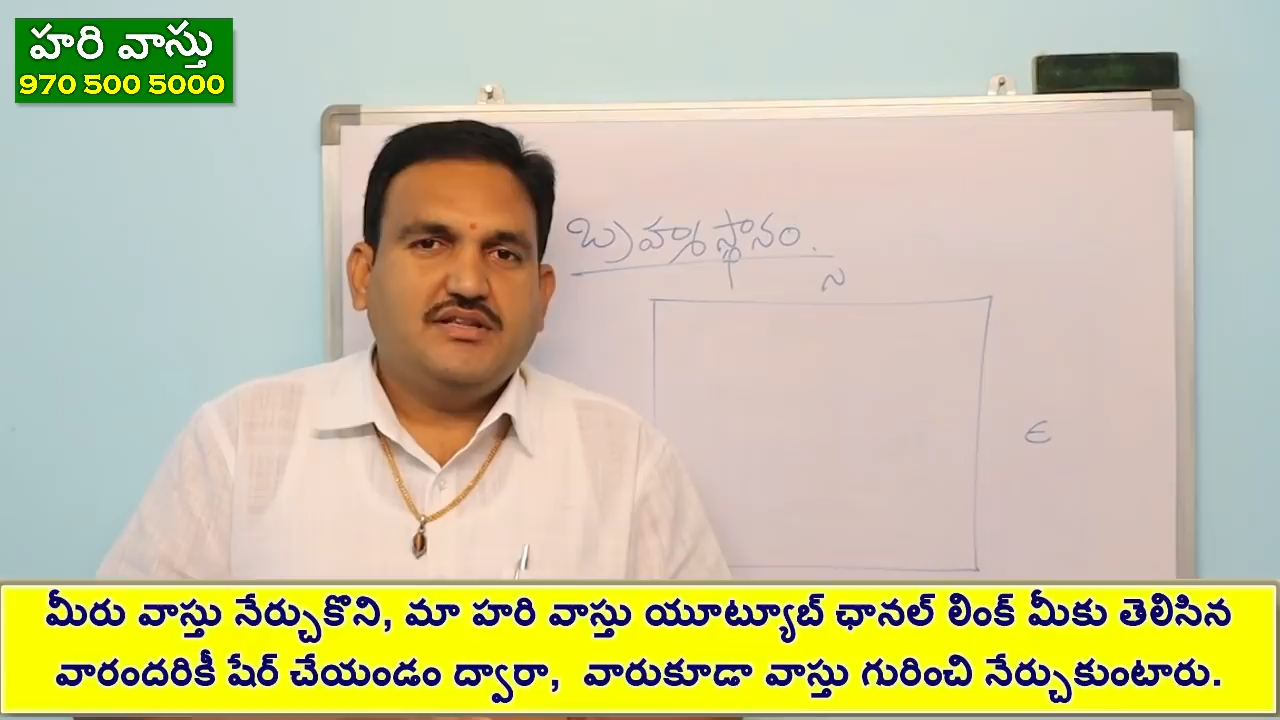 హరి వాస్తు
970 500 5000
బ్రహ్మస్థానం.
N
E
మీరు వాస్తు నేర్చుకొని, మా హరి వాస్తు యూట్యూబ్ ఛానల్ లింక్ మీకు తెలిసిన
వారందరికీ షేర్ చేయండం ద్వారా, వారుకూడా వాస్తు గురించి నేర్చుకుంటారు.